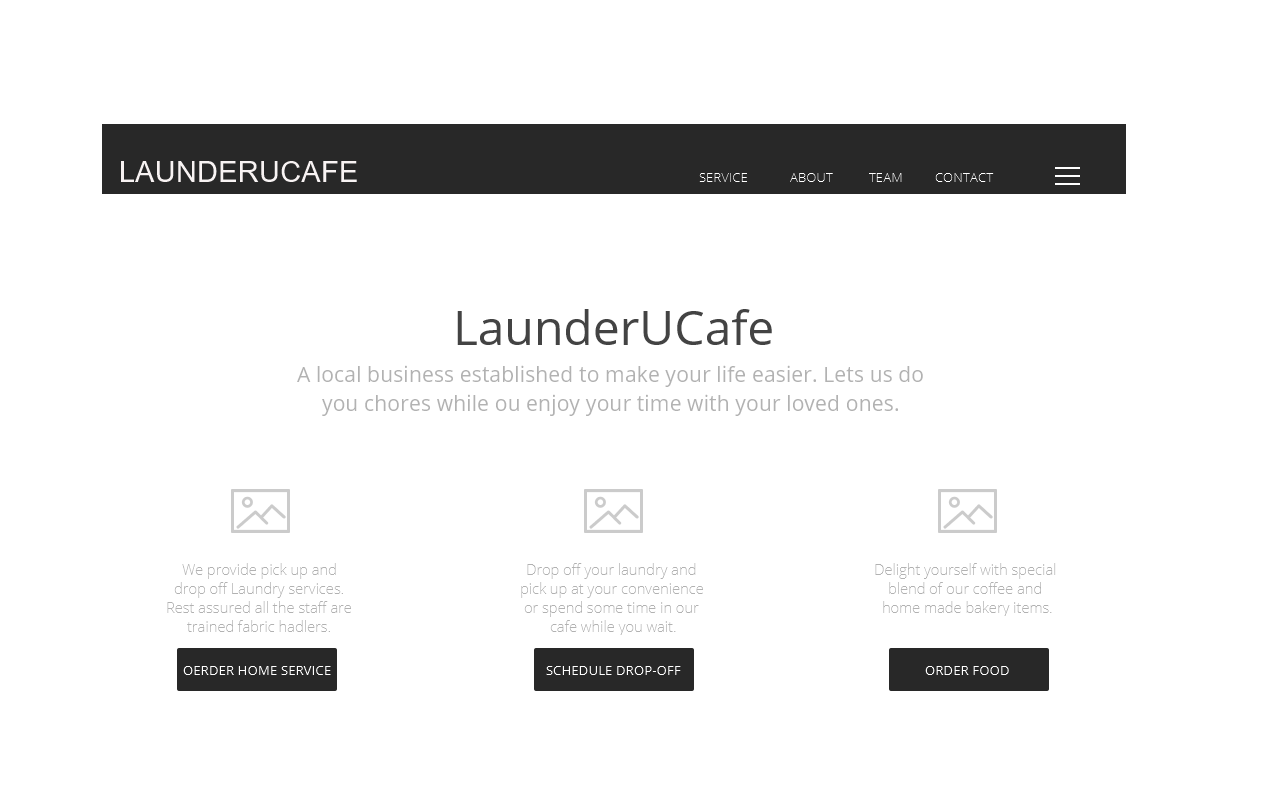 LAUNDERUCAFE
SERVICE ABOUT TEAM CONTACT
LaunderUCafe
A local business established to make your life easier. Lets us do
you chores while ou enjoy your time with your loved ones.
We provide pick up and
drop off Laundry services.
Rest assured all the staff are
trained fabric hadlers.
OERDER HOME SERVICE
Drop off your laundry and
pick up at your convenience
or spend some time in our
cafe while you wait.
SCHEDULE DROP-OFF
Delight yourself with special
blend of our coffee and
home made bakery items.
ORDER FOOD